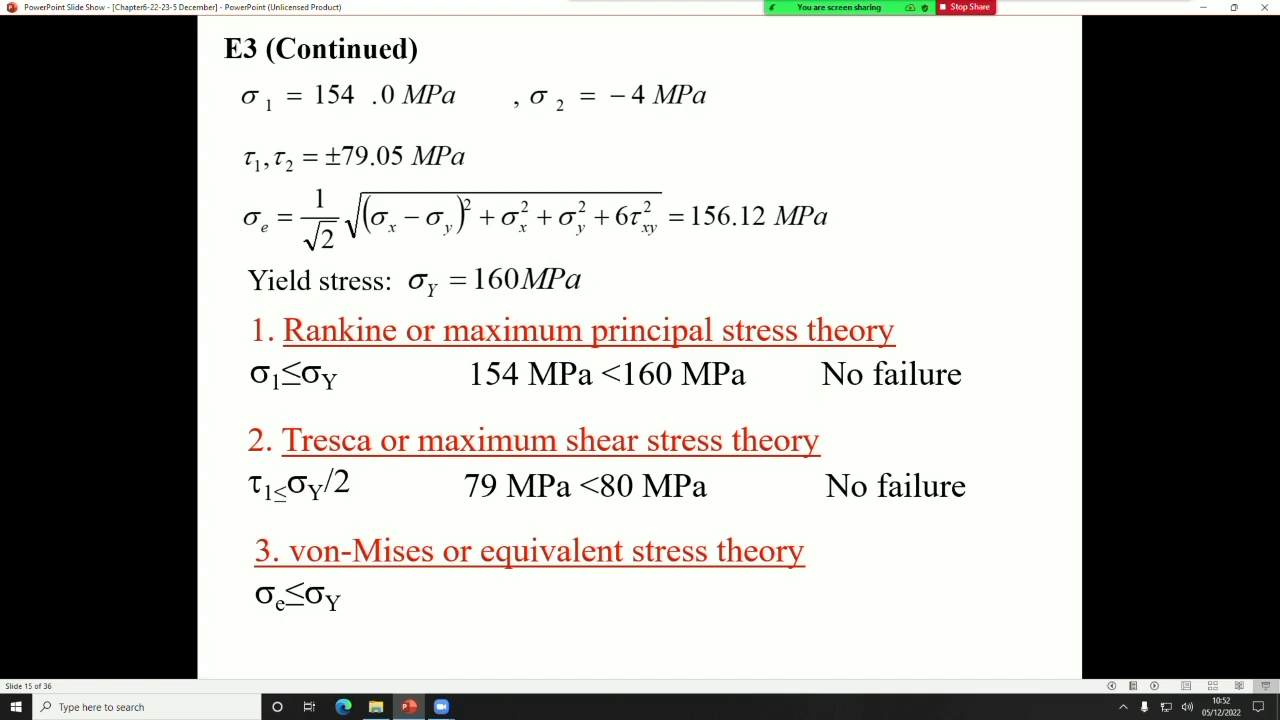 PowerPoint Slide Show - [Chapter6-22-23-5 December] - PowerPoint (Unlicensed Product)
You are screen sharing
Stop Share
E3 (Continued)
σ 1 = 154 .0 MPa , σ 2 = − 4 MPa
τ1, τ2 = ±79.05 MPa
σe = 1/√2 √((σx − σy)² + σx² + σy² + 6τxy²) = 156.12 MPa
Yield stress: σY = 160 MPa
1. Rankine or maximum principal stress theory
σ1≤σY 154 MPa <160 MPa No failure
2. Tresca or maximum shear stress theory
τ1≤σY/2 79 MPa <80 MPa No failure
3. von-Mises or equivalent stress theory
σe≤σY
Slide 15 of 36
Type here to search
10:52
05/12/2022